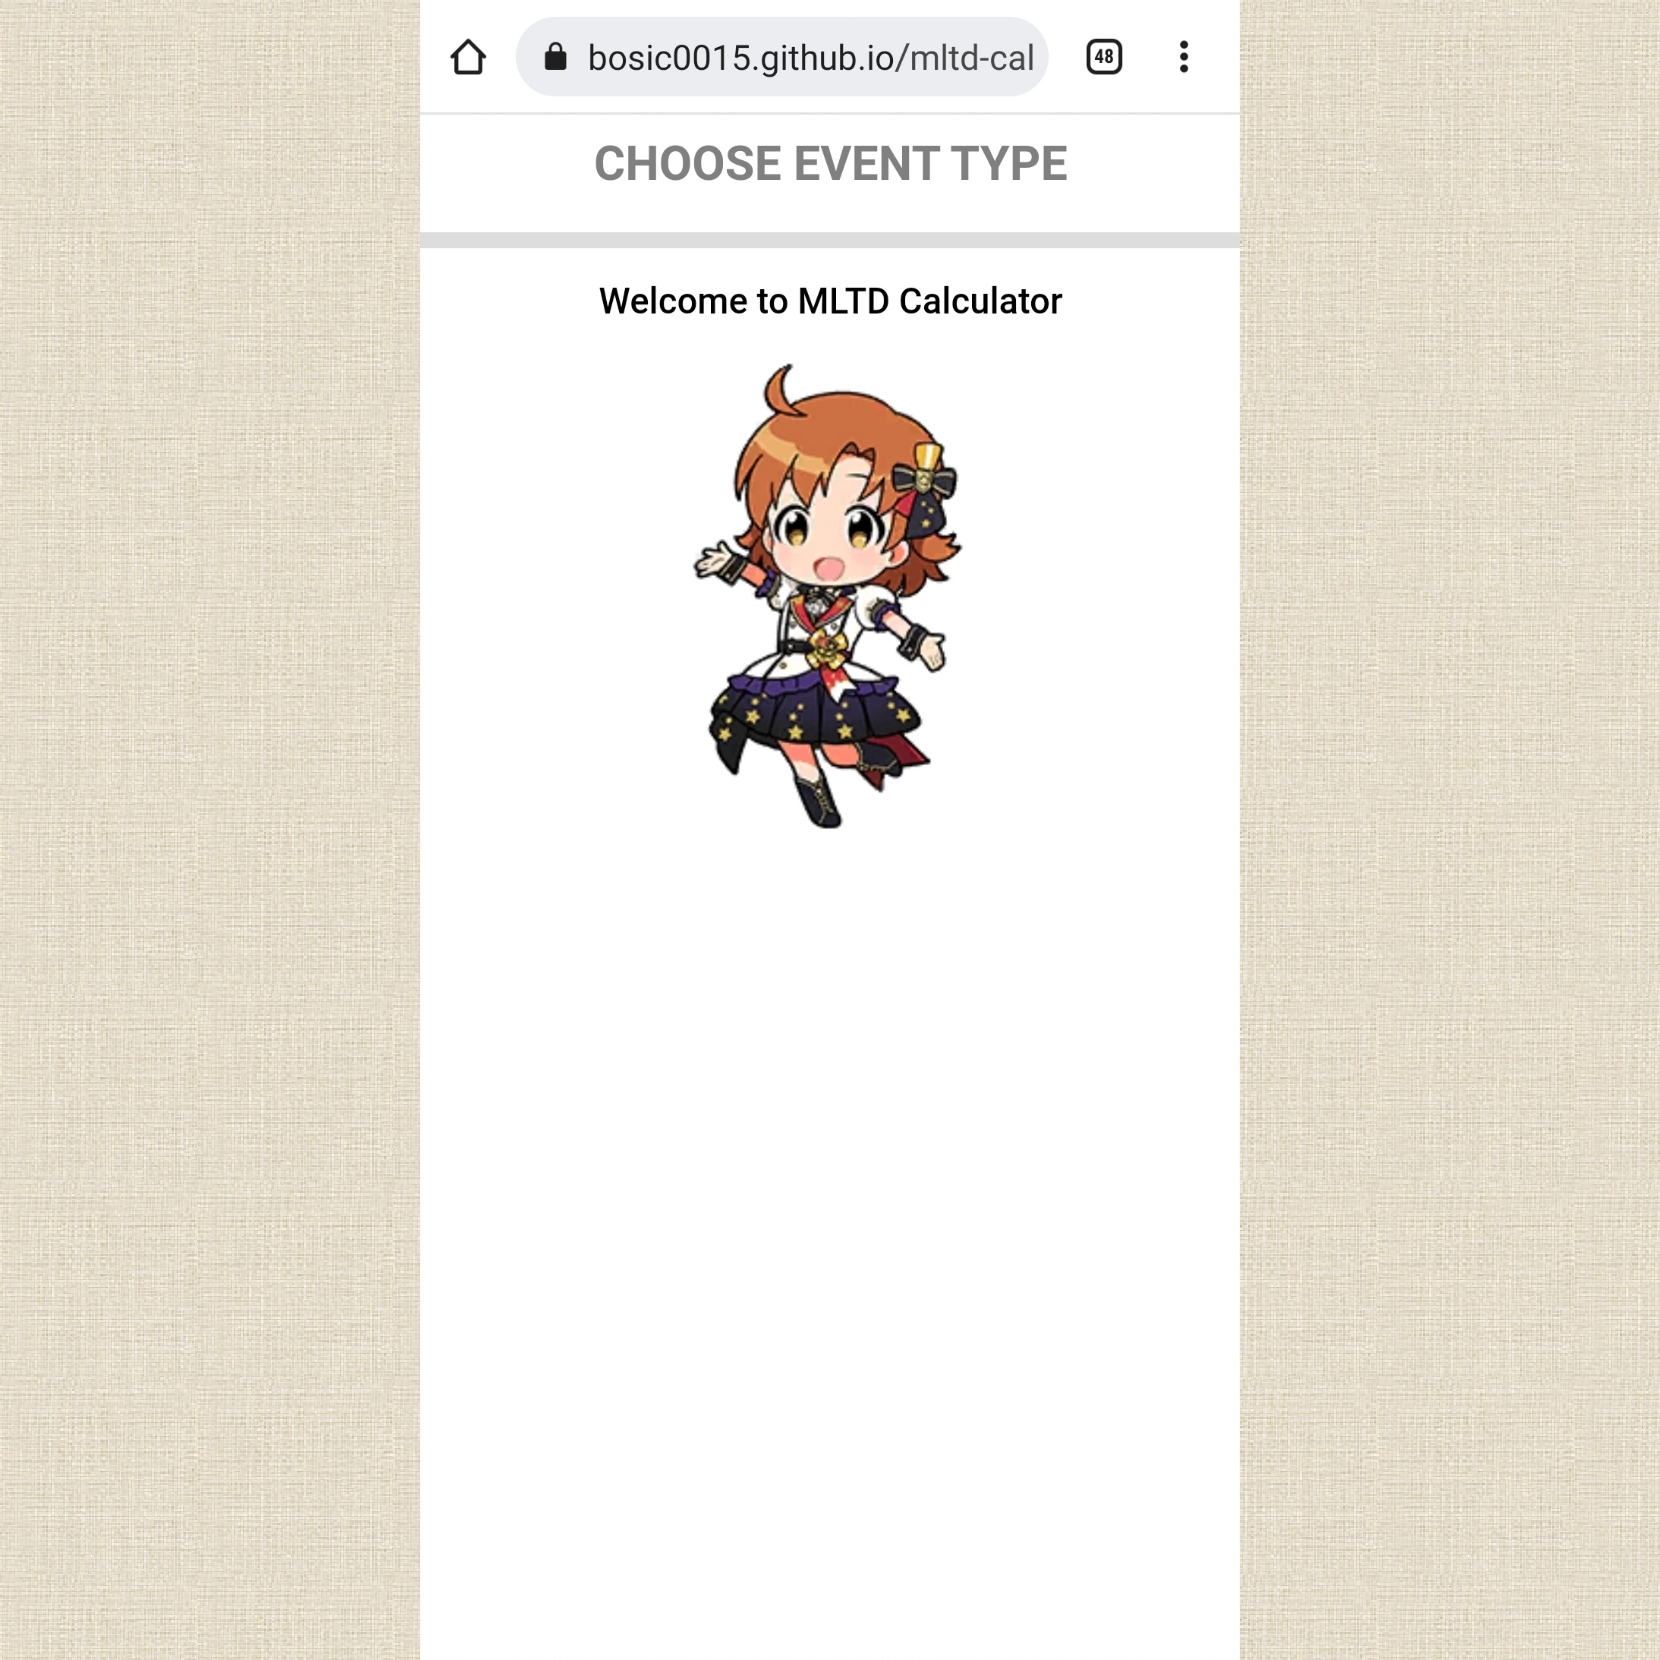 bosic0015.github.io/mltd-cal
48
CHOOSE EVENT TYPE
Welcome to MLTD Calculator